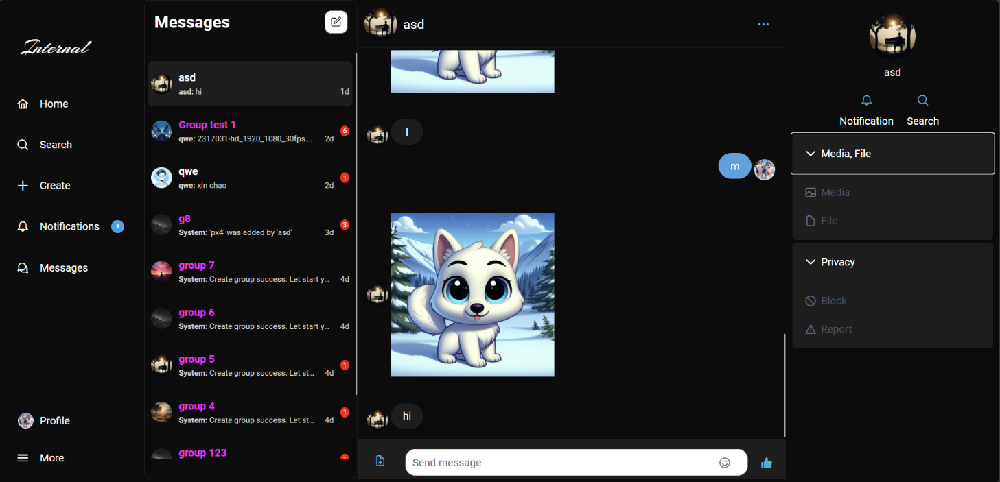 Internal
Home
Search
Create
Notifications 1
Messages
Profile
More
Messages
asd
asd: hi 1d
Group test 1
qwe: 2317031-hd_1920_1080_30fps.... 2d 6
qwe
qwe: xin chao 2d 1
g8
System: 'px4' was added by 'asd' 3d 3
group 7
System: Create group success. Let start y... 4d
group 6
System: Create group success. Let start y... 4d
group 5
System: Create group success. Let st... 4d 1
group 4
System: Create group success. Let st... 4d 1
group 123
asd
m
hi
Send message
asd
Notification Search
Media, File
Media
File
Privacy
Block
Report